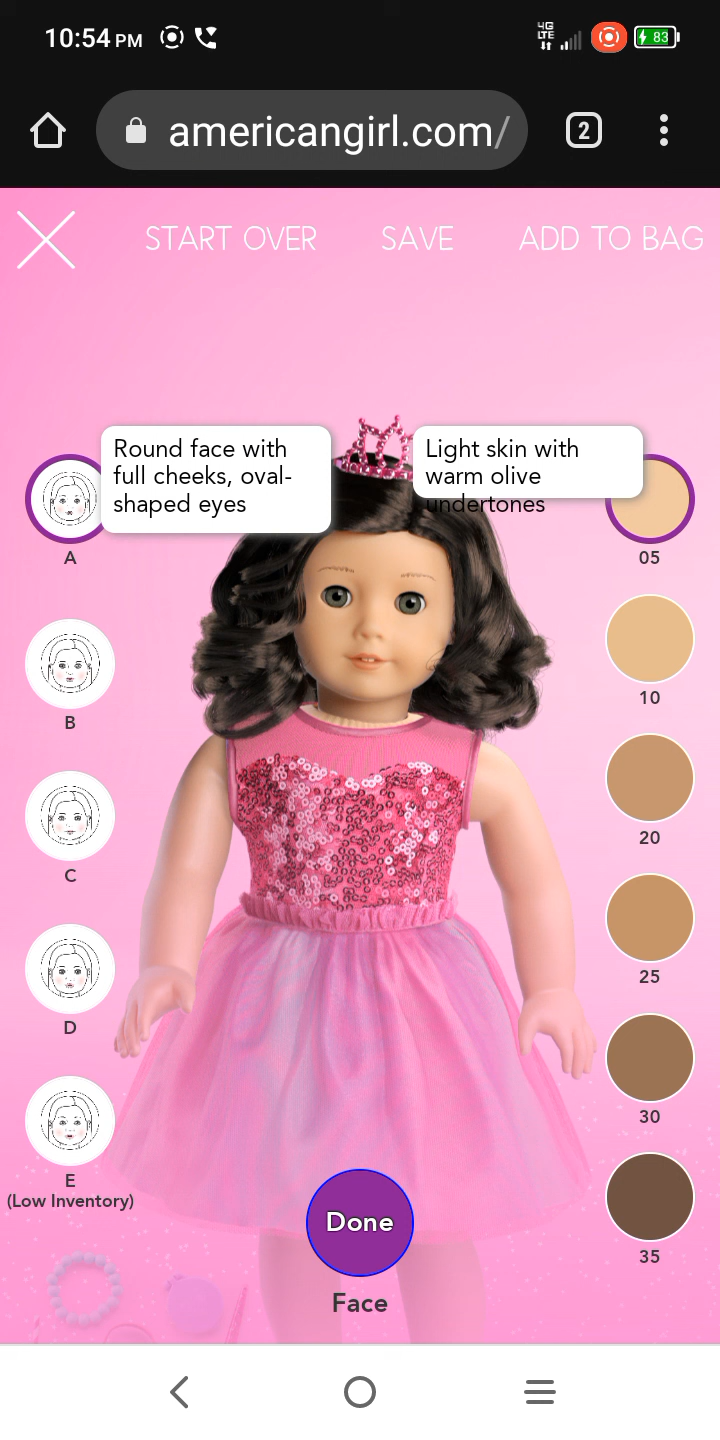 10:54 PM
4G
LTE
83
americangirl.com/
2
START OVER SAVE ADD TO BAG
Round face with
full cheeks, oval-
shaped eyes
Light skin with
warm olive
undertones
A
05
B
10
C
20
D
25
E
(Low Inventory)
30
35
Done
Face